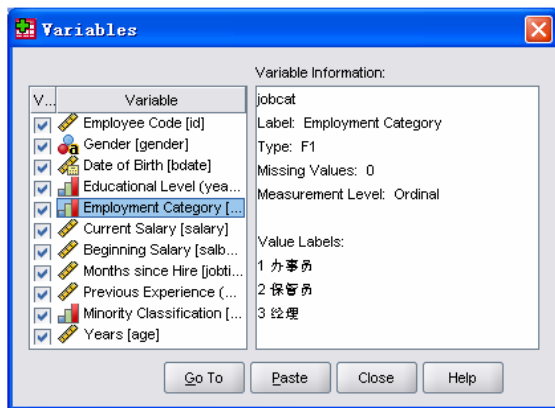 Variables
Variable Information:
V... Variable
Employee Code [id]
Gender [gender]
Date of Birth [bdate]
Educational Level (yea...
Employment Category [...
Current Salary [salary]
Beginning Salary [salb...
Months since Hire [jobti...
Previous Experience (...
Minority Classification [...
Years [age]
jobcat
Label: Employment Category
Type: F1
Missing Values: 0
Measurement Level: Ordinal
Value Labels:
1 办事员
2 保管员
3 经理
Go To
Paste
Close
Help